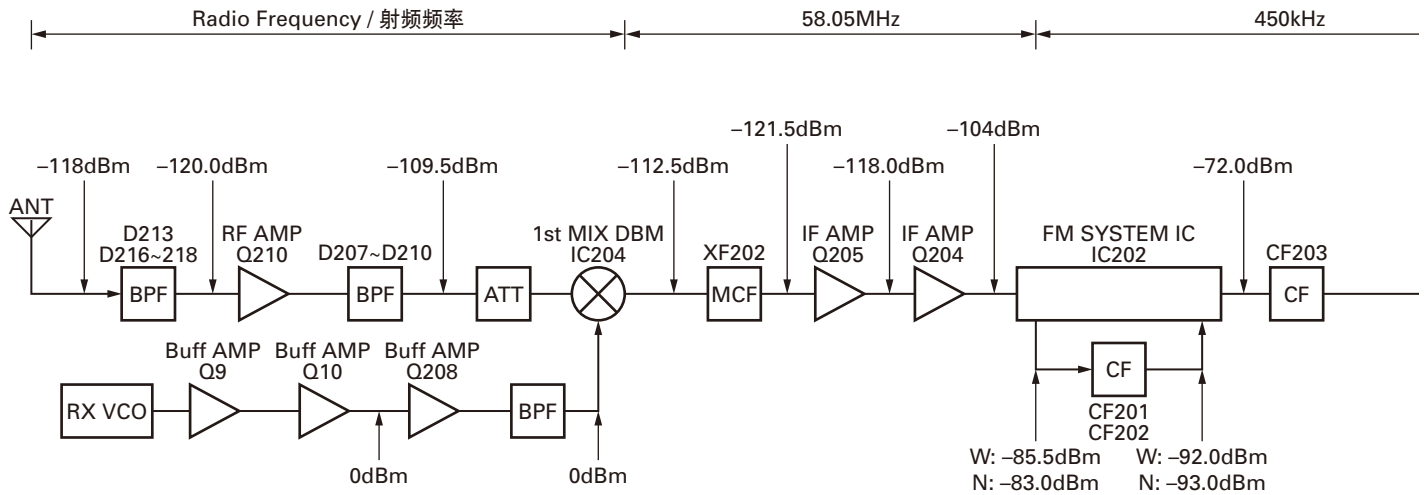 Radio Frequency / 射频频率
58.05MHz
450kHz
–121.5dBm
–104dBm
–118dBm
–120.0dBm
–109.5dBm
–112.5dBm
–118.0dBm
–72.0dBm
ANT
D213
D216~218
BPF
RF AMP
Q210
D207~D210
BPF
ATT
1st MIX DBM
IC204
XF202
MCF
IF AMP
Q205
IF AMP
Q204
FM SYSTEM IC
IC202
CF203
CF
Buff AMP
Q9
Buff AMP
Q10
Buff AMP
Q208
RX VCO
BPF
CF
CF201
CF202
0dBm
0dBm
W: –85.5dBm
N: –83.0dBm
W: –92.0dBm
N: –93.0dBm